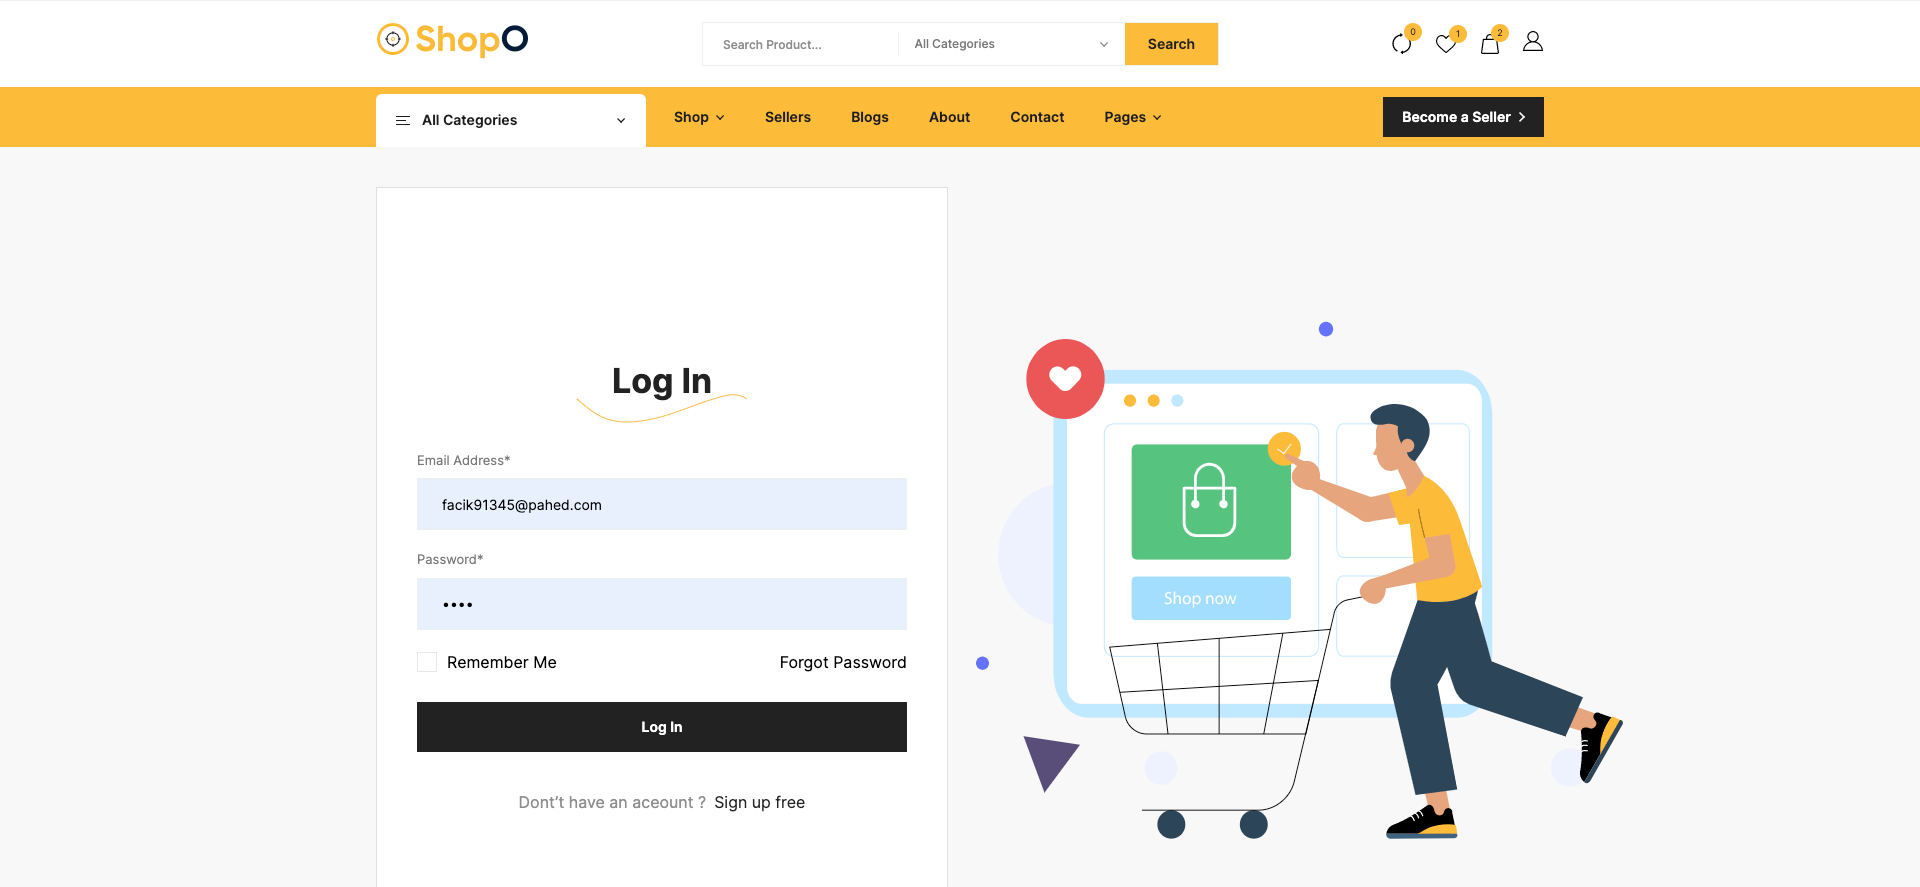 ShopO
Search Product...
All Categories
Search
0
1
2
All Categories
Shop
Sellers
Blogs
About
Contact
Pages
Become a Seller
Log In
Email Address*
facik91345@pahed.com
Password*
••••
Remember Me
Forgot Password
Log In
Dont’t have an aceount ? Sign up free
Shop now